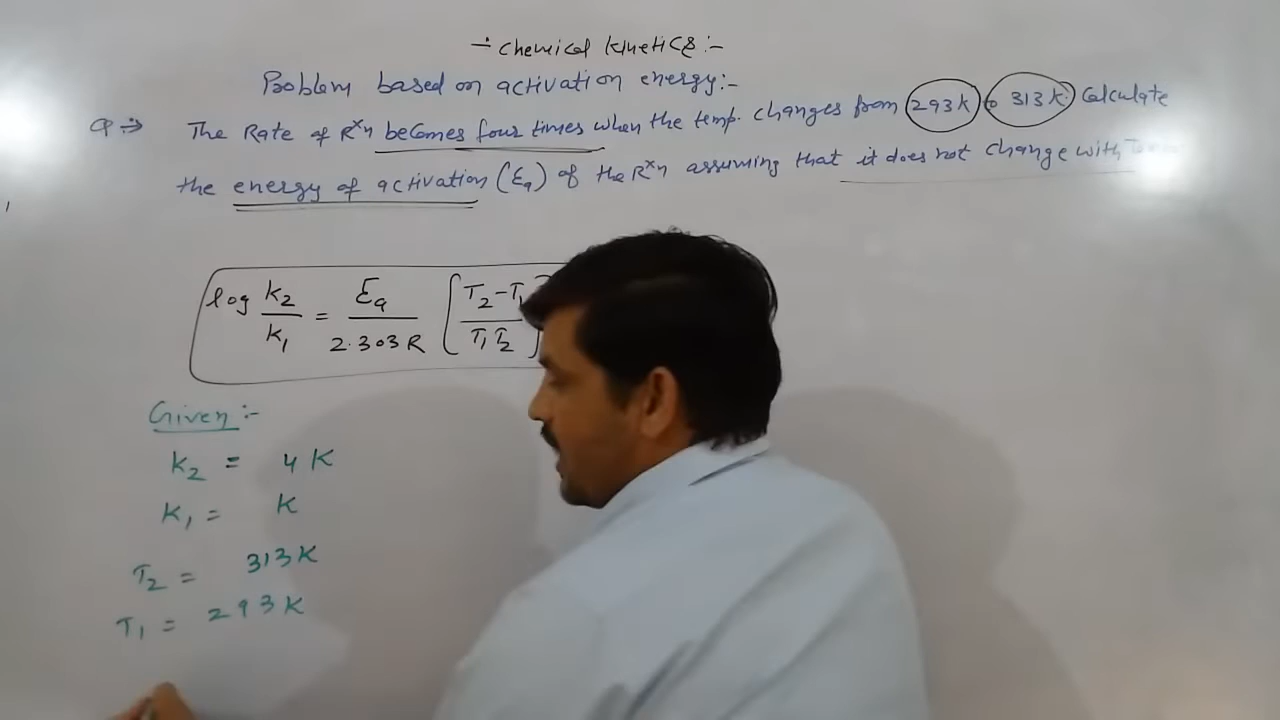 ÷ Chemical Kinetics:-
Problem based on activation energy:-
Q ⇒ The Rate of Rxn becomes four times when the temp. changes from 293K to 313K. Calculate
the energy of activation (Ea) of the Rxn assuming that it does not change with
log K2/K1 = Ea/2.303R [T2-T1/T1T2]
Given :-
K2 = 4K
K1 = K
T2 = 313K
T1 = 293K